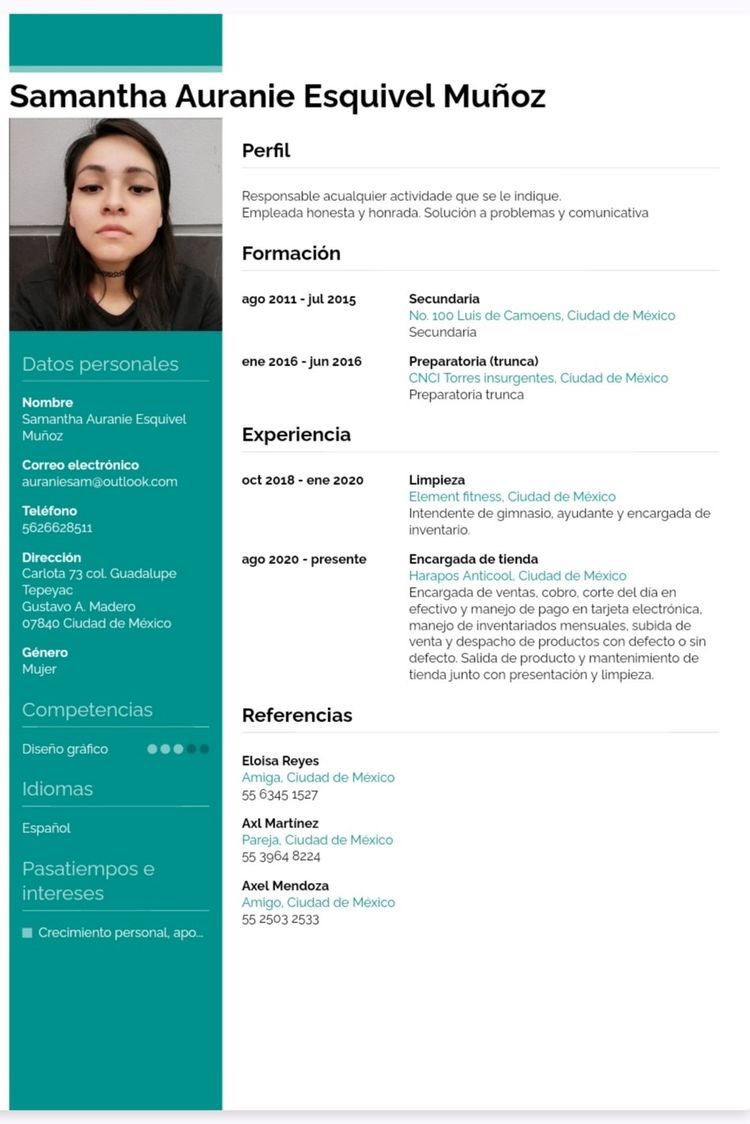 Samantha Auranie Esquivel Muñoz
Datos personales
Nombre
Samantha Auranie Esquivel
Muñoz
Correo electrónico
auraniesam@outlook.com
Teléfono
5626628511
Dirección
Carlota 73 col. Guadalupe
Tepeyac
Gustavo A. Madero
07840 Ciudad de México
Género
Mujer
Competencias
Diseño gráfico
Idiomas
Español
Pasatiempos e
intereses
Crecimiento personal, apo...
Perfil
Responsable acualquier actividade que se le indique.
Empleada honesta y honrada. Solución a problemas y comunicativa
Formación
ago 2011 - jul 2015 Secundaria
No. 100 Luis de Camoens, Ciudad de México
Secundaria
ene 2016 - jun 2016 Preparatoria (trunca)
CNCI Torres insurgentes, Ciudad de México
Preparatoria trunca
Experiencia
oct 2018 - ene 2020 Limpieza
Element fitness, Ciudad de México
Intendente de gimnasio, ayudante y encargada de
inventario.
ago 2020 - presente Encargada de tienda
Harapos Anticool, Ciudad de México
Encargada de ventas, cobro, corte del día en
efectivo y manejo de pago en tarjeta electrónica,
manejo de inventariados mensuales, subida de
venta y despacho de productos con defecto o sin
defecto. Salida de producto y mantenimiento de
tienda junto con presentación y limpieza.
Referencias
Eloisa Reyes
Amiga, Ciudad de México
55 6345 1527
Axl Martínez
Pareja, Ciudad de México
55 3964 8224
Axel Mendoza
Amigo, Ciudad de México
55 2503 2533